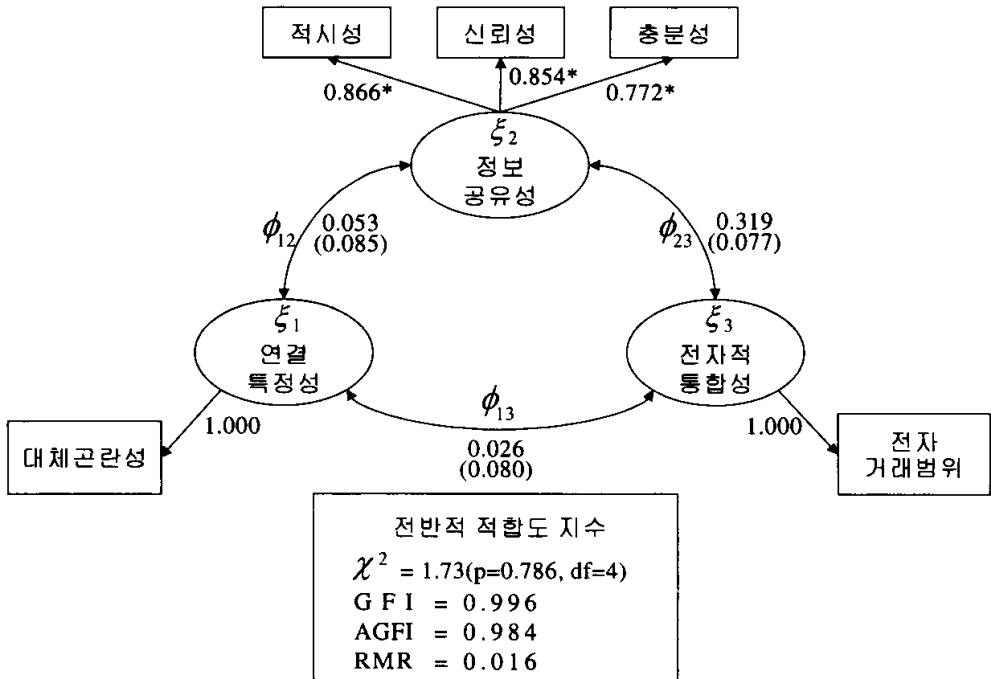 적시성
신뢰성
충분성
0.866*
0.854*
0.772*
ξ2
정보
공유성
ϕ12
0.053
(0.085)
ϕ23
0.319
(0.077)
ξ1
연결
특정성
ξ3
전자적
통합성
ϕ13
0.026
(0.080)
1.000
1.000
대체곤란성
전자
거래범위
전반적 적합도 지수
χ² = 1.73(p=0.786, df=4)
GFI = 0.996
AGFI = 0.984
RMR = 0.016